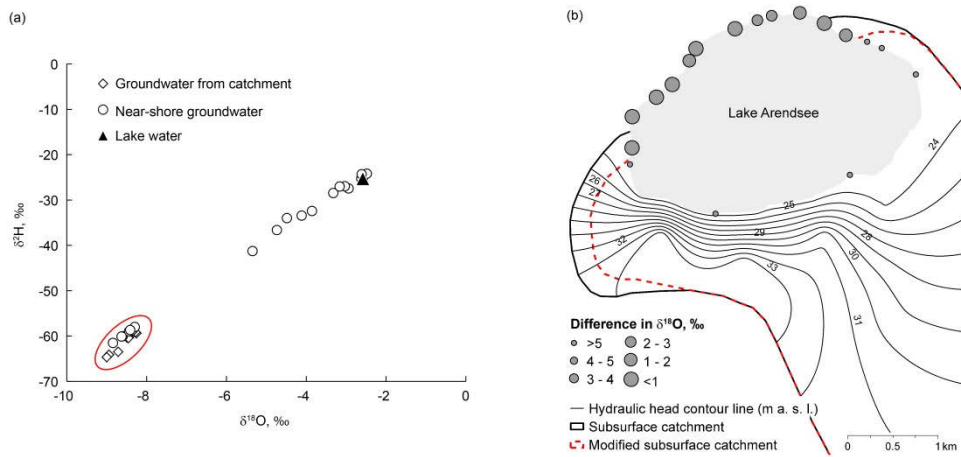 (a)
0
-10
-20
-30
-40
-50
-60
-70
δ²H, ‰
Groundwater from catchment
Near-shore groundwater
Lake water
-10
-8
-6
-4
-2
0
δ¹⁸O, ‰
(b)
Lake Arendsee
24
25
26
27
28
29
30
31
32
33
Difference in δ¹⁸O, ‰
>5 2 - 3
4 - 5 1 - 2
3 - 4 <1
Hydraulic head contour line (m a. s. l.)
Subsurface catchment
Modified subsurface catchment
0 0.5 1 km